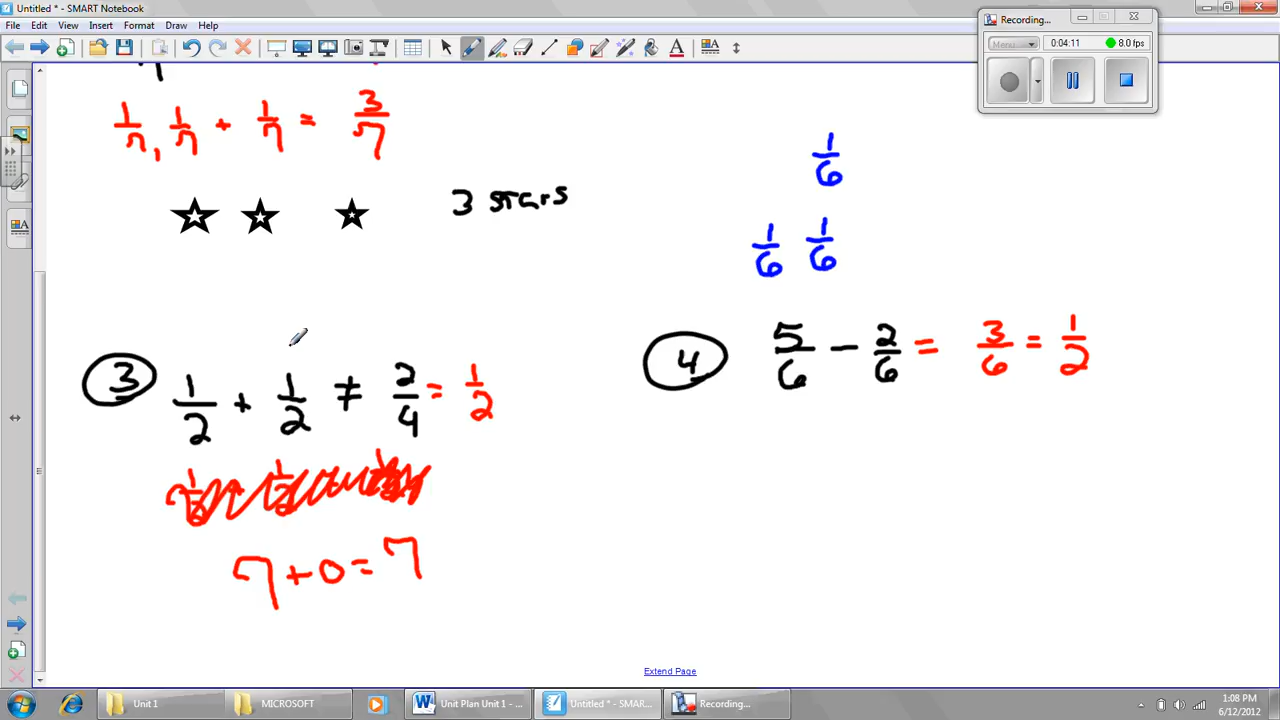 Untitled * - SMART Notebook
File Edit View Insert Format Draw Help
Recording...
Menu 0:04:11 8.0 fps
1/7, 1/7 + 1/7 = 3/7
3 stars
1/6
1/6 1/6
3 1/2 + 1/2 ≠ 2/4 = 1/2
7+0=7
4 5/6 - 2/6 = 3/6 = 1/2
Extend Page
Unit 1
MICROSOFT
Unit Plan Unit 1 - ...
Untitled * - SMAR...
Recording...
1:08 PM
6/12/2012